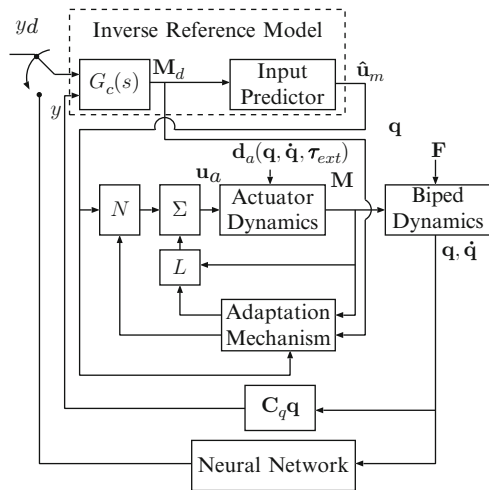 y_d
Inverse Reference Model
G_c(s)
M_d
Input
Predictor
û_m
y
q
d_a(q, q̇, τ_ext)
F
u_a
M
N
Σ
Actuator
Dynamics
Biped
Dynamics
q, q̇
L
Adaptation
Mechanism
C_q q
Neural Network